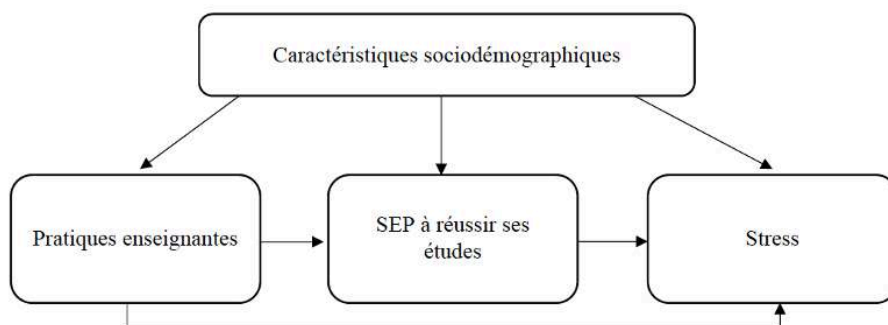 Caractéristiques sociodémographiques
Pratiques enseignantes
SEP à réussir ses
études
Stress